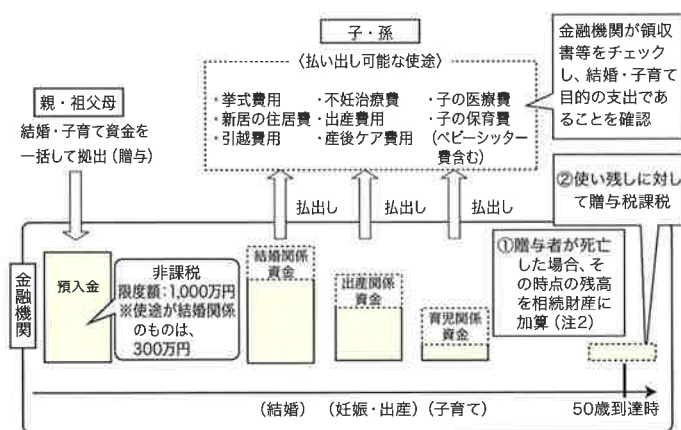 子・孫
〈払い出し可能な使途〉
・挙式費用
・新居の住居費
・引越費用
・不妊治療費
・出産費用
・産後ケア費用
・子の医療費
・子の保育費
(ベビーシッター
費含む)
金融機関が領収
書等をチェック
し、結婚・子育て
目的の支出であ
ることを確認
親・祖父母
結婚・子育て資金を
一括して拠出(贈与)
払出し
払出し
払出し
②使い残しに対し
て贈与税課税
金融機関
預入金
非課税
限度額:1,000万円
※使途が結婚関係
のものは、
300万円
結婚関係
資金
出産関係
資金
育児関係
資金
①贈与者が死亡
した場合、そ
の時点の残高
を相続財産に
加算(注2)
(結婚)
(妊娠・出産)
(子育て)
50歳到達時